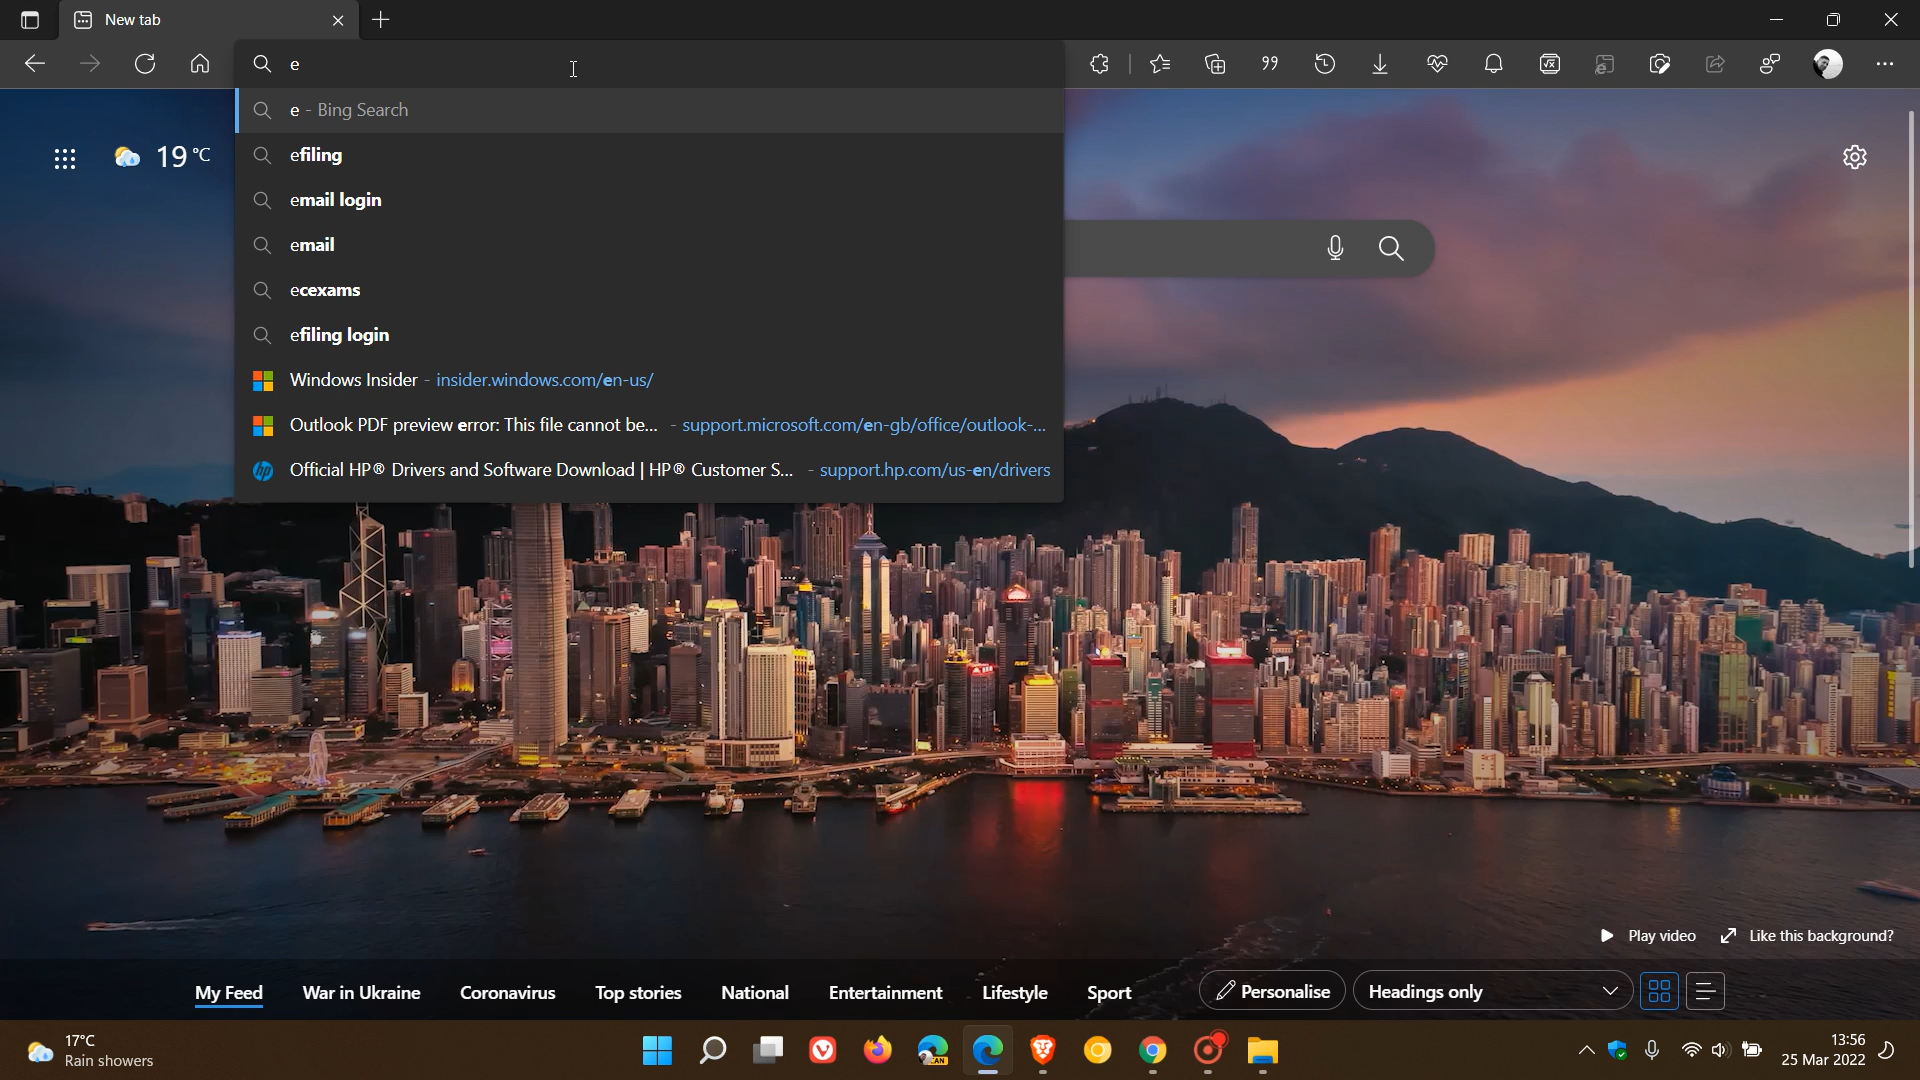 New tab
e
e - Bing Search
19 °C
efiling
email login
email
ecexams
efiling login
Windows Insider - insider.windows.com/en-us/
Outlook PDF preview error: This file cannot be... - support.microsoft.com/en-gb/office/outlook-...
hp Official HP® Drivers and Software Download | HP® Customer S... - support.hp.com/us-en/drivers
Play video Like this background?
My Feed War in Ukraine Coronavirus Top stories National Entertainment Lifestyle Sport Personalise Headings only
17°C
Rain showers
CAN
13:56
25 Mar 2022